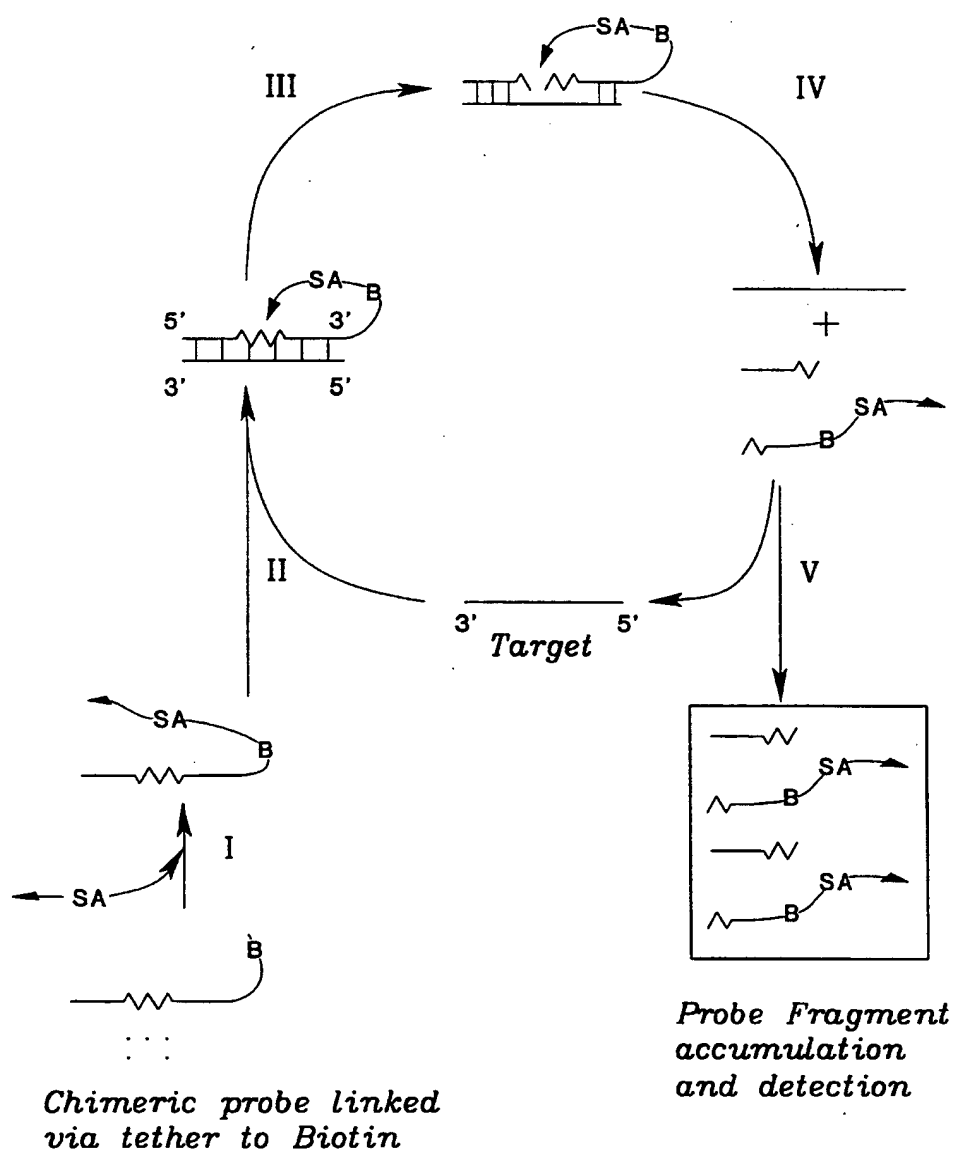 SA B
III
IV
SA B
5' 3'
3' 5'
+
SA
B
II
V
3' 5'
Target
SA
B
I
SA
B
SA
B
SA
B
Probe Fragment
accumulation
and detection
Chimeric probe linked
via tether to Biotin